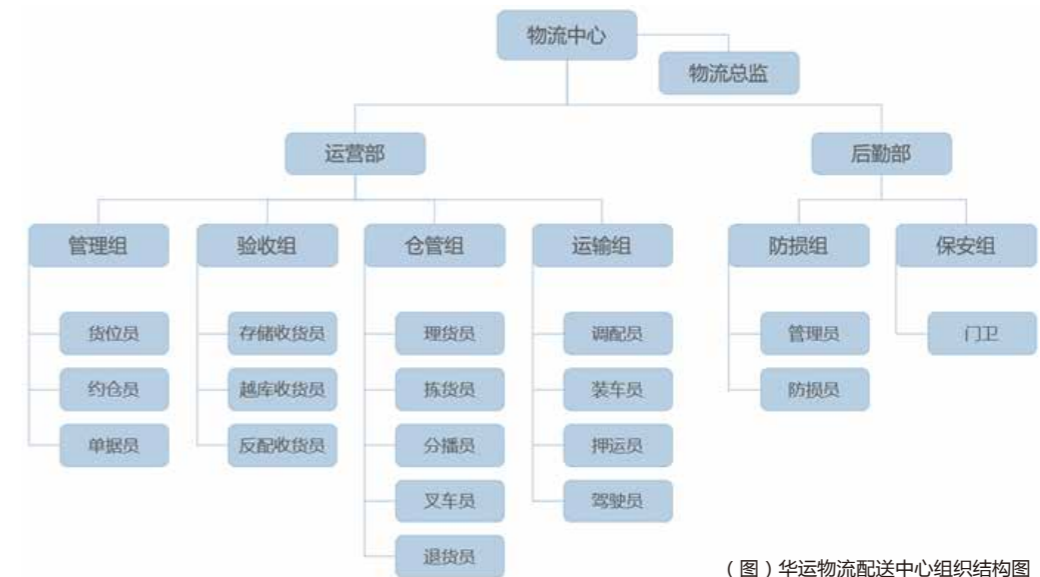 物流中心
物流总监
运营部
后勤部
管理组
验收组
仓管组
运输组
防损组
保安组
货位员
存储收货员
理货员
调配员
管理员
门卫
约仓员
越库收货员
拣货员
装车员
防损员
单据员
反配收货员
分播员
押运员
叉车员
驾驶员
退货员
（图）华运物流配送中心组织结构图